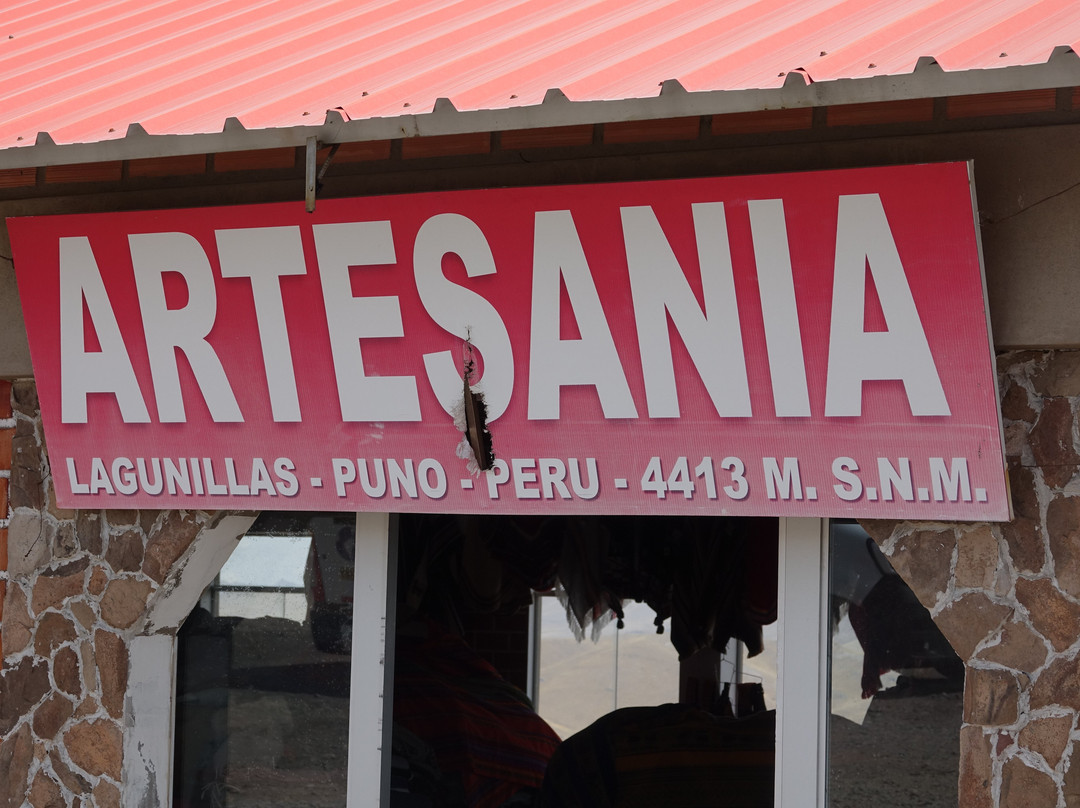 ARTESANIA
LAGUNILLAS - PUNO - PERU - 4413 M. S.N.M.